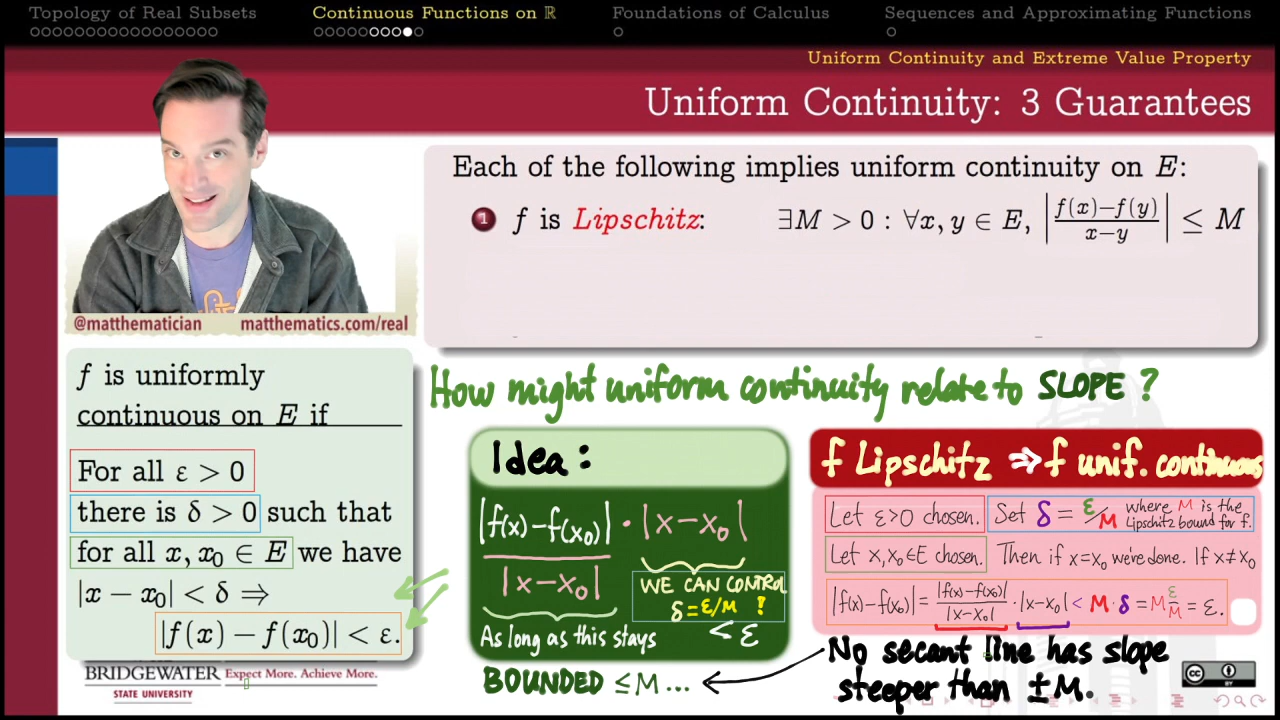 Topology of Real Subsets Continuous Functions on ℝ Foundations of Calculus Sequences and Approximating Functions
Uniform Continuity and Extreme Value Property
Uniform Continuity: 3 Guarantees
Each of the following implies uniform continuity on E:
1 f is Lipschitz: ∃M > 0 : ∀x, y ∈ E, |f(x)−f(y) / x−y| ≤ M
@matthematician matthematics.com/real
f is uniformly
continuous on E if
For all ε > 0
there is δ > 0 such that
for all x, x₀ ∈ E we have
|x − x₀| < δ ⇒
|f(x) − f(x₀)| < ε.
BRIDGEWATER
STATE UNIVERSITY
Expect More. Achieve More.
How might uniform continuity relate to SLOPE ?
Idea:
|f(x)−f(x₀)| / |x−x₀| · |x−x₀|
WE CAN CONTROL
δ=ε/M !
< ε
As long as this stays
BOUNDED ≤M...
f Lipschitz ⇒ f unif. continuous
Let ε>0 chosen. Set δ = ε/M where M is the
Lipschitz bound for f.
Let x,x₀∈E chosen. Then if x=x₀ we're done. If x≠x₀
|f(x)−f(x₀)| = |f(x)−f(x₀)| / |x−x₀| · |x−x₀| < M · δ = M ε/M = ε.
No secant line has slope
steeper than ±M.
cc BY